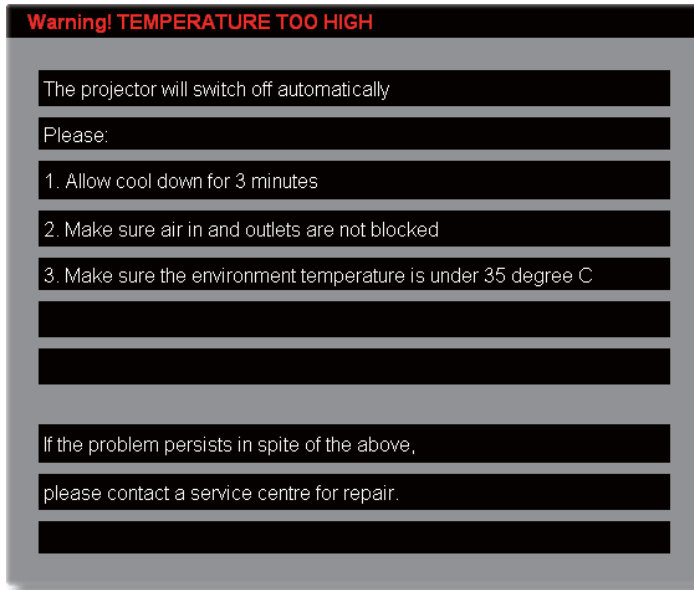 Warning! TEMPERATURE TOO HIGH
The projector will switch off automatically
Please:
1. Allow cool down for 3 minutes
2. Make sure air in and outlets are not blocked
3. Make sure the environment temperature is under 35 degree C
If the problem persists in spite of the above,
please contact a service centre for repair.